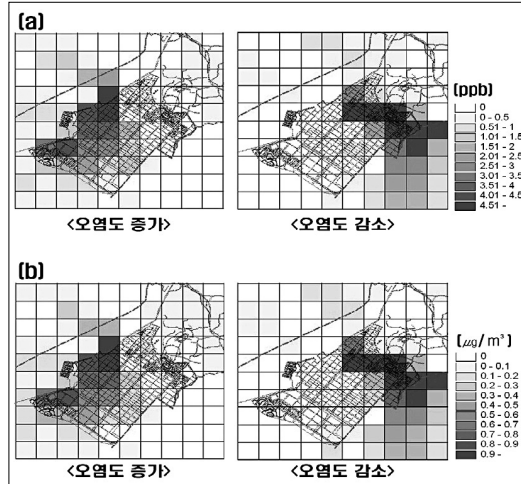 (a)
[ppb]
0
0 - 0.5
0.51 - 1
1.01 - 1.5
1.51 - 2
2.01 - 2.5
2.51 - 3
3.01 - 3.5
3.51 - 4
4.01 - 4.5
4.51 -
<오염도 증가>
<오염도 감소>
(b)
[μg/m³]
0
0 - 0.1
0.1 - 0.2
0.2 - 0.3
0.3 - 0.4
0.4 - 0.5
0.5 - 0.6
0.6 - 0.7
0.7 - 0.8
0.8 - 0.9
0.9 -
<오염도 증가>
<오염도 감소>